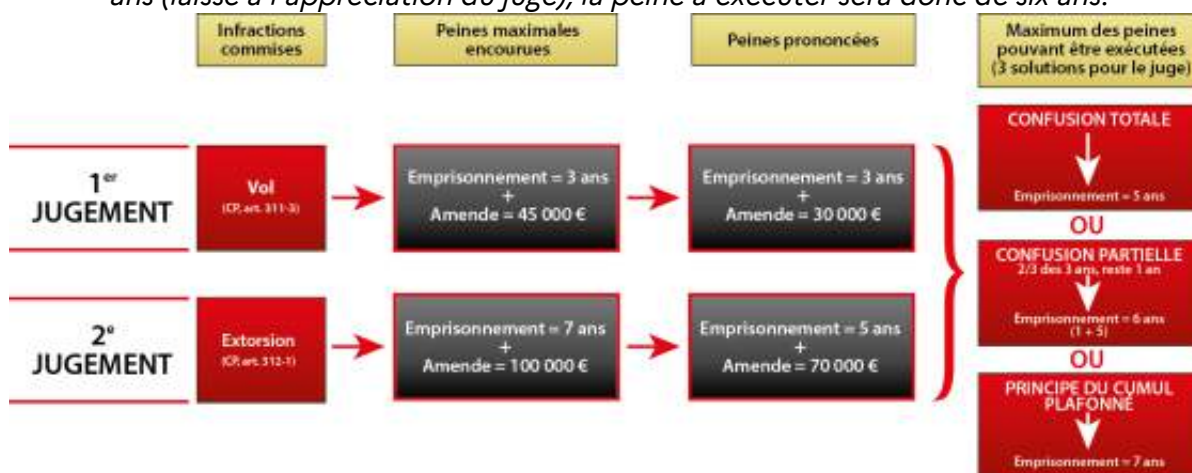 ans (laissé à l'appréciation du juge), la peine à exécuter sera donc de six ans.
Infractions
commises
Peines maximales
encourues
Peines prononcées
Maximum des peines
pouvant être exécutées
(3 solutions pour le juge)
1er
JUGEMENT
Vol
(CP, art. 311-3)
Emprisonnement = 3 ans
+
Amende = 45 000 €
Emprisonnement = 3 ans
+
Amende = 30 000 €
2e
JUGEMENT
Extorsion
(CP, art. 312-1)
Emprisonnement = 7 ans
+
Amende = 100 000 €
Emprisonnement = 5 ans
+
Amende = 70 000 €
CONFUSION TOTALE
Emprisonnement = 5 ans
OU
CONFUSION PARTIELLE
2/3 des 3 ans, reste 1 an
Emprisonnement = 6 ans
(1 + 5)
OU
PRINCIPE DU CUMUL
PLAFONNÉ
Emprisonnement = 7 ans